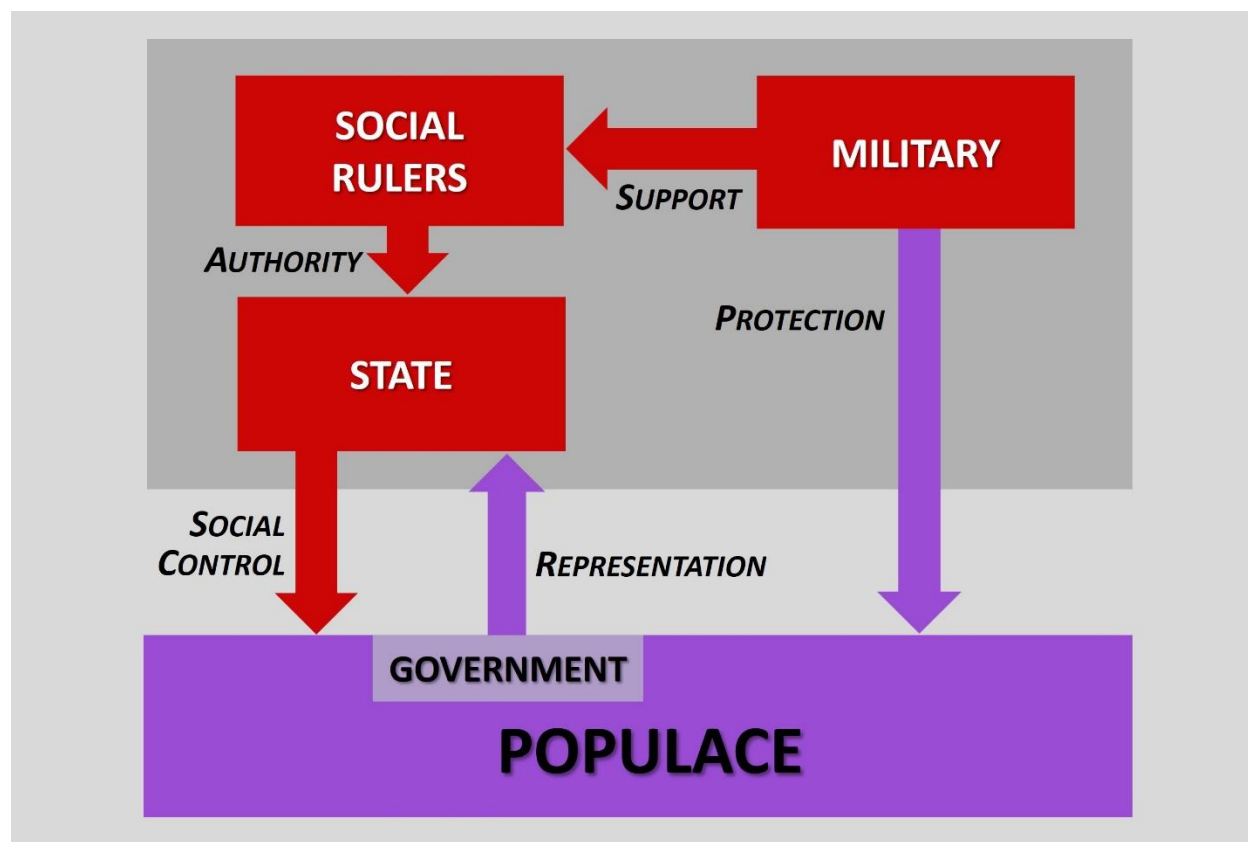 SOCIAL
RULERS
MILITARY
SUPPORT
AUTHORITY
PROTECTION
STATE
SOCIAL
CONTROL
REPRESENTATION
GOVERNMENT
POPULACE